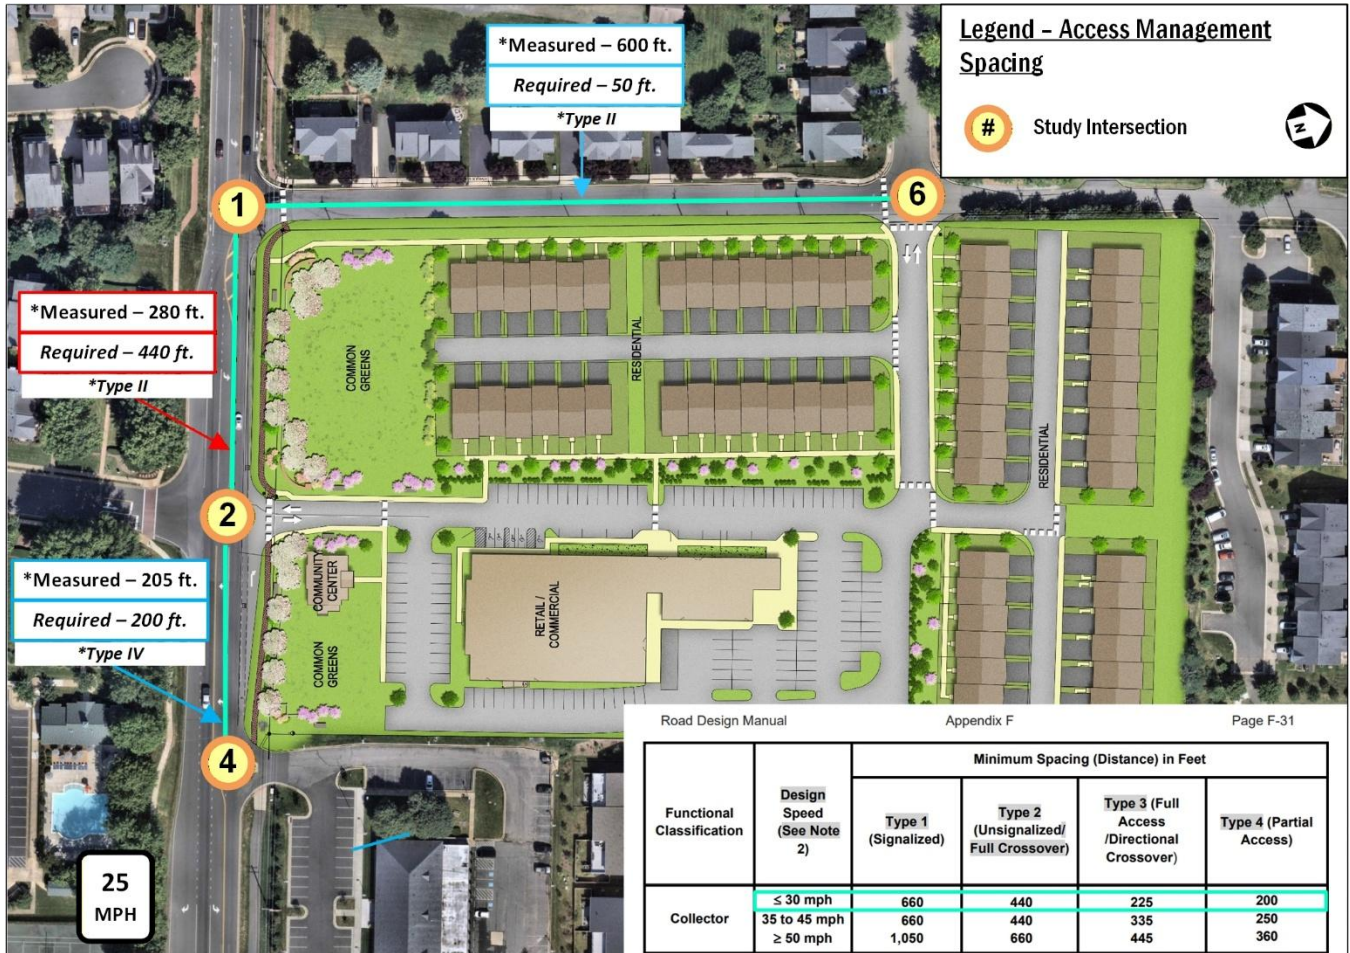 Legend – Access Management
Spacing
# Study Intersection
N
*Measured – 600 ft.
Required – 50 ft.
*Type II
1
6
*Measured – 280 ft.
Required – 440 ft.
*Type II
COMMON
GREENS
RESIDENTIAL
RESIDENTIAL
2
*Measured – 205 ft.
Required – 200 ft.
*Type IV
COMMUNITY
CENTER
COMMON
GREENS
RETAIL /
COMMERCIAL
4
25
MPH
Road Design Manual Appendix F Page F-31
Minimum Spacing (Distance) in Feet
Functional
Classification
Design
Speed
(See Note
2)
Type 1
(Signalized)
Type 2
(Unsignalized/
Full Crossover)
Type 3 (Full
Access
/Directional
Crossover)
Type 4 (Partial
Access)
Collector
≤ 30 mph 660 440 225 200
35 to 45 mph 660 440 335 250
≥ 50 mph 1,050 660 445 360